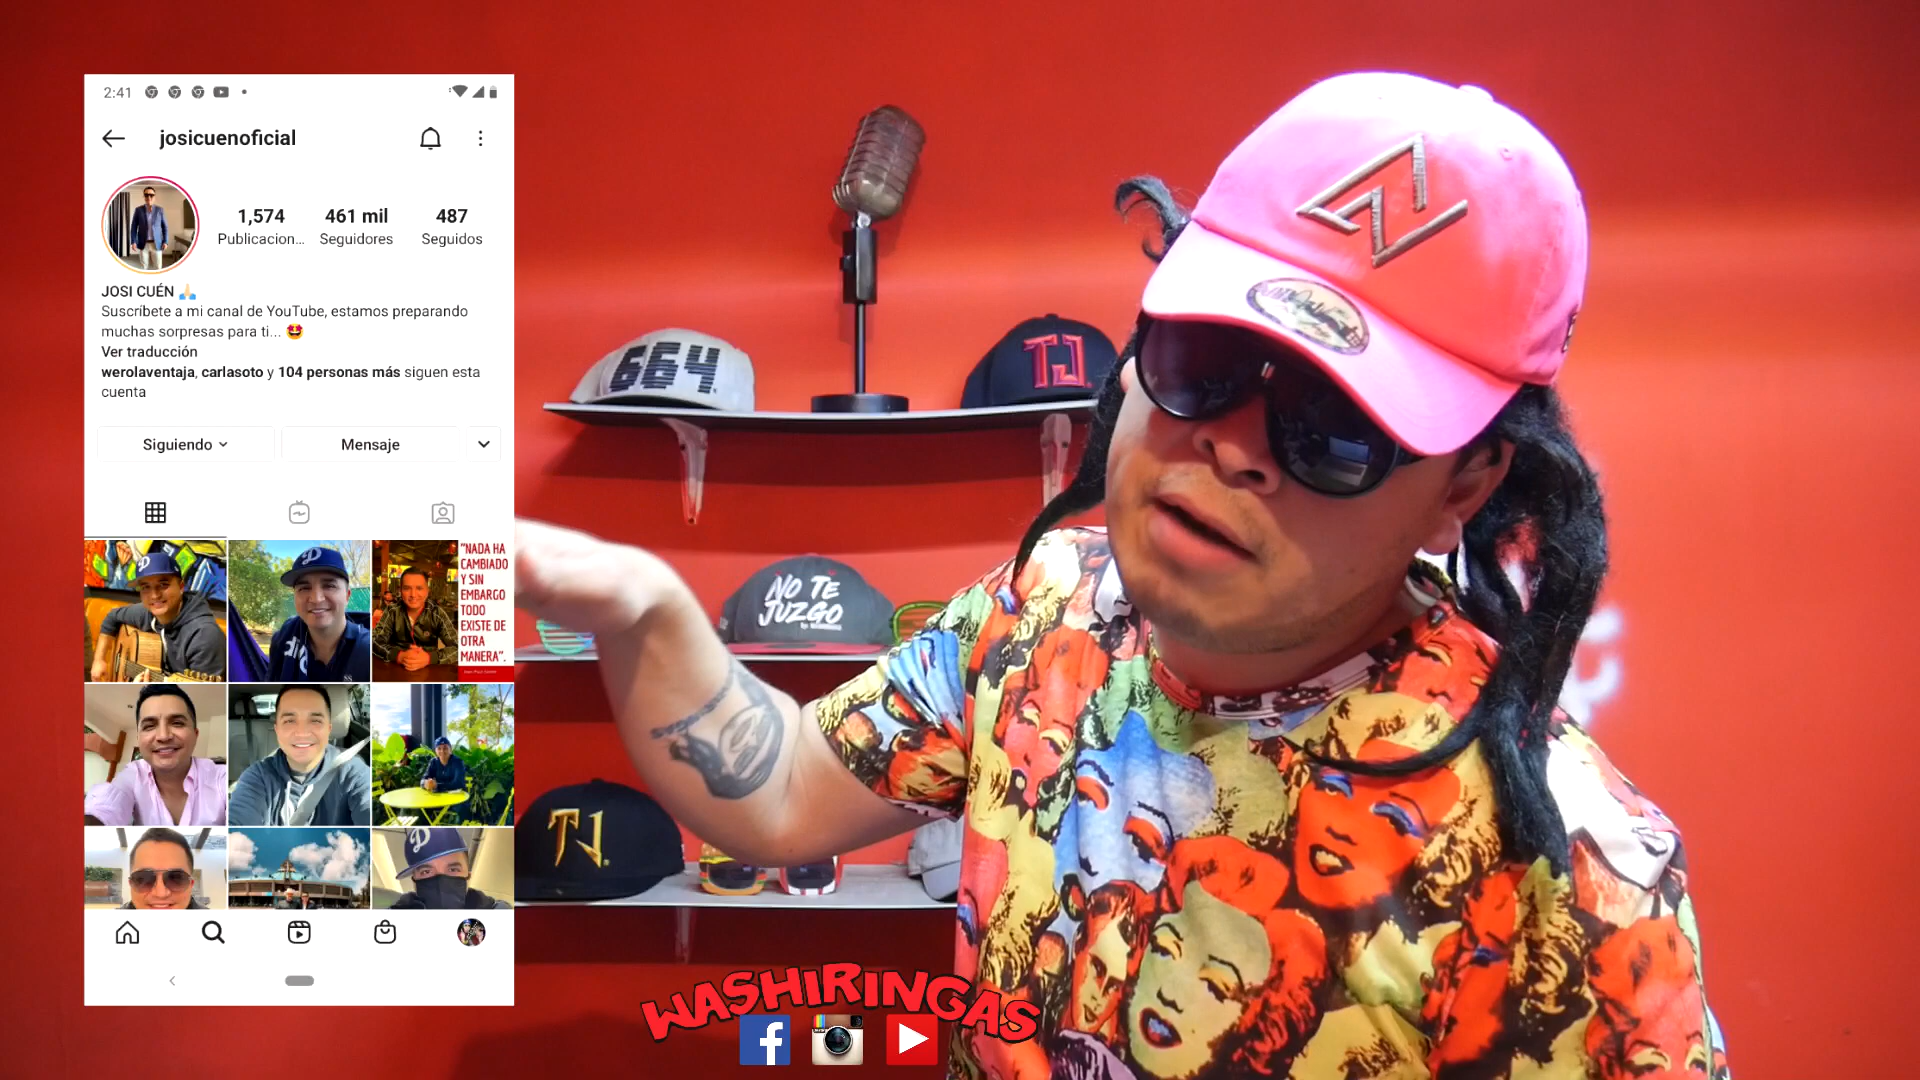 2:41
josicuenoficial
1,574
461 mil
487
Publicacion...
Seguidores
Seguidos
JOSI CUÉN 🙏🏻
Suscríbete a mi canal de YouTube, estamos preparando
muchas sorpresas para ti... 🤩
Ver traducción
werolaventaja, carlasoto y 104 personas más siguen esta
cuenta
Siguiendo
Mensaje
"NADA HA
CAMBIADO
Y SIN
EMBARGO
TODO
EXISTE DE
OTRA
MANERA".
664
TJ
NO TE
JUZGO
TJ
WASHIRINGAS